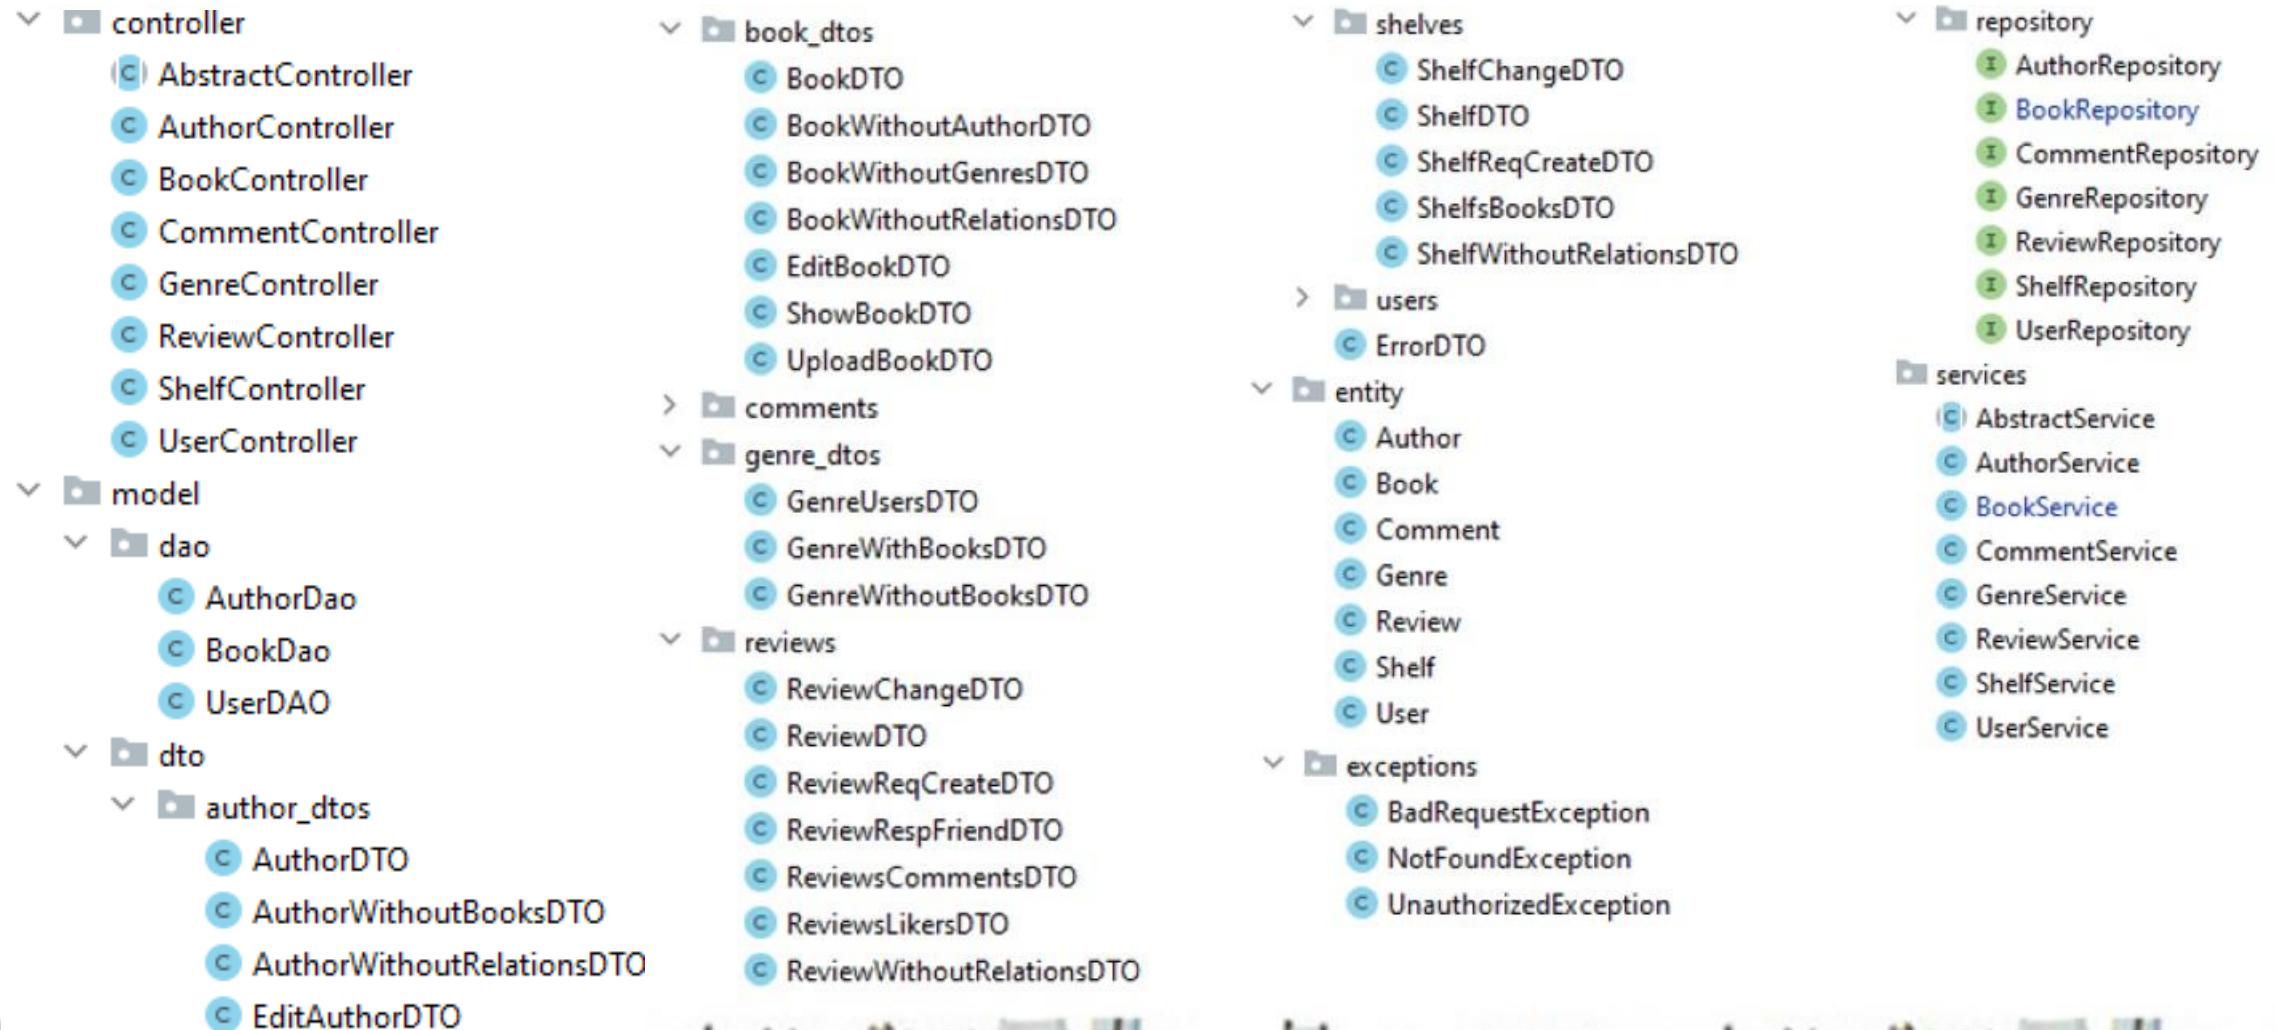 controller
AbstractController
AuthorController
BookController
CommentController
GenreController
ReviewController
ShelfController
UserController
model
dao
AuthorDao
BookDao
UserDAO
dto
author_dtos
AuthorDTO
AuthorWithoutBooksDTO
AuthorWithoutRelationsDTO
EditAuthorDTO
book_dtos
BookDTO
BookWithoutAuthorDTO
BookWithoutGenresDTO
BookWithoutRelationsDTO
EditBookDTO
ShowBookDTO
UploadBookDTO
comments
genre_dtos
GenreUsersDTO
GenreWithBooksDTO
GenreWithoutBooksDTO
reviews
ReviewChangeDTO
ReviewDTO
ReviewReqCreateDTO
ReviewRespFriendDTO
ReviewsCommentsDTO
ReviewsLikersDTO
ReviewWithoutRelationsDTO
shelves
ShelfChangeDTO
ShelfDTO
ShelfReqCreateDTO
ShelfsBooksDTO
ShelfWithoutRelationsDTO
users
ErrorDTO
entity
Author
Book
Comment
Genre
Review
Shelf
User
exceptions
BadRequestException
NotFoundException
UnauthorizedException
repository
AuthorRepository
BookRepository
CommentRepository
GenreRepository
ReviewRepository
ShelfRepository
UserRepository
services
AbstractService
AuthorService
BookService
CommentService
GenreService
ReviewService
ShelfService
UserService